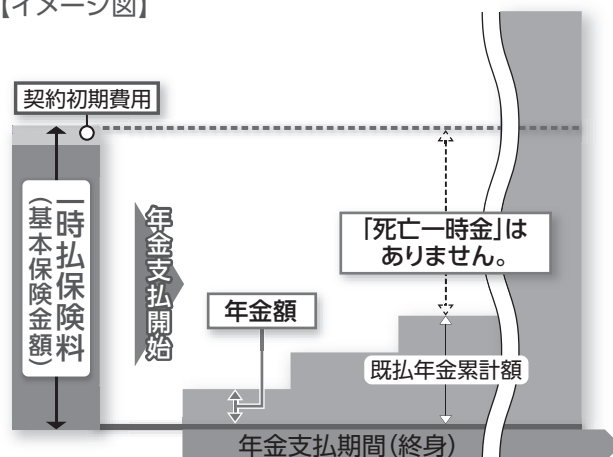 【イメージ図】
契約初期費用
一時払保険料
（基本保険金額）
年金支払開始
「死亡一時金」は
ありません。
年金額
既払年金累計額
年金支払期間（終身）